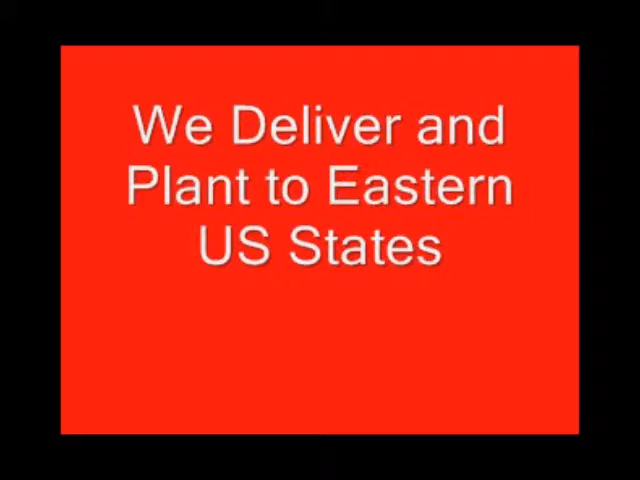 We Deliver and
Plant to Eastern
US States